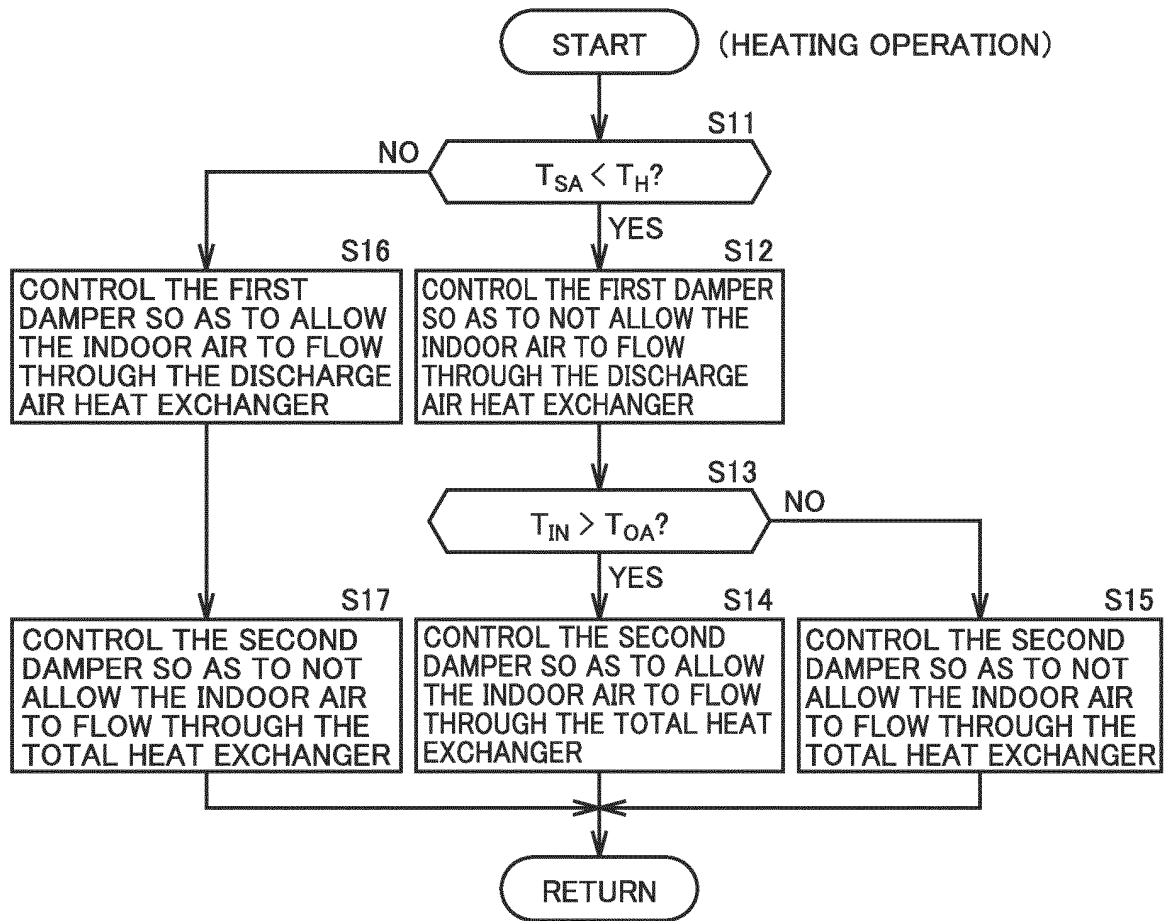 START (HEATING OPERATION)
S11
NO
T_SA < T_H?
YES
S16
CONTROL THE FIRST
DAMPER SO AS TO ALLOW
THE INDOOR AIR TO FLOW
THROUGH THE DISCHARGE
AIR HEAT EXCHANGER
S12
CONTROL THE FIRST DAMPER
SO AS TO NOT ALLOW THE
INDOOR AIR TO FLOW
THROUGH THE DISCHARGE
AIR HEAT EXCHANGER
S13
NO
T_IN > T_OA?
YES
S17
CONTROL THE SECOND
DAMPER SO AS TO NOT
ALLOW THE INDOOR AIR
TO FLOW THROUGH THE
TOTAL HEAT EXCHANGER
S14
CONTROL THE SECOND
DAMPER SO AS TO ALLOW
THE INDOOR AIR TO FLOW
THROUGH THE TOTAL HEAT
EXCHANGER
S15
CONTROL THE SECOND
DAMPER SO AS TO NOT
ALLOW THE INDOOR AIR
TO FLOW THROUGH THE
TOTAL HEAT EXCHANGER
RETURN